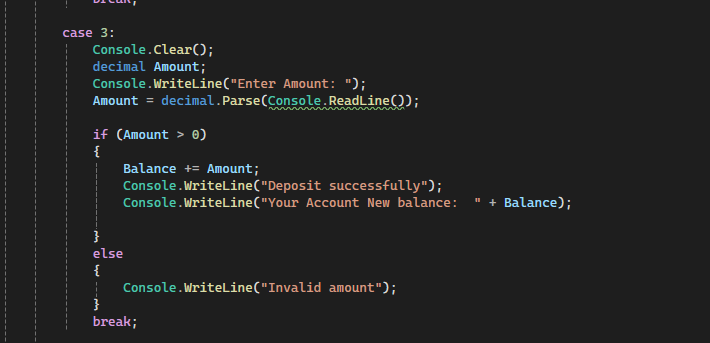 break;
case 3:
Console.Clear();
decimal Amount;
Console.WriteLine("Enter Amount: ");
Amount = decimal.Parse(Console.ReadLine());
if (Amount > 0)
{
Balance += Amount;
Console.WriteLine("Deposit successfully");
Console.WriteLine("Your Account New balance:  " + Balance);
}
else
{
Console.WriteLine("Invalid amount");
}
break;